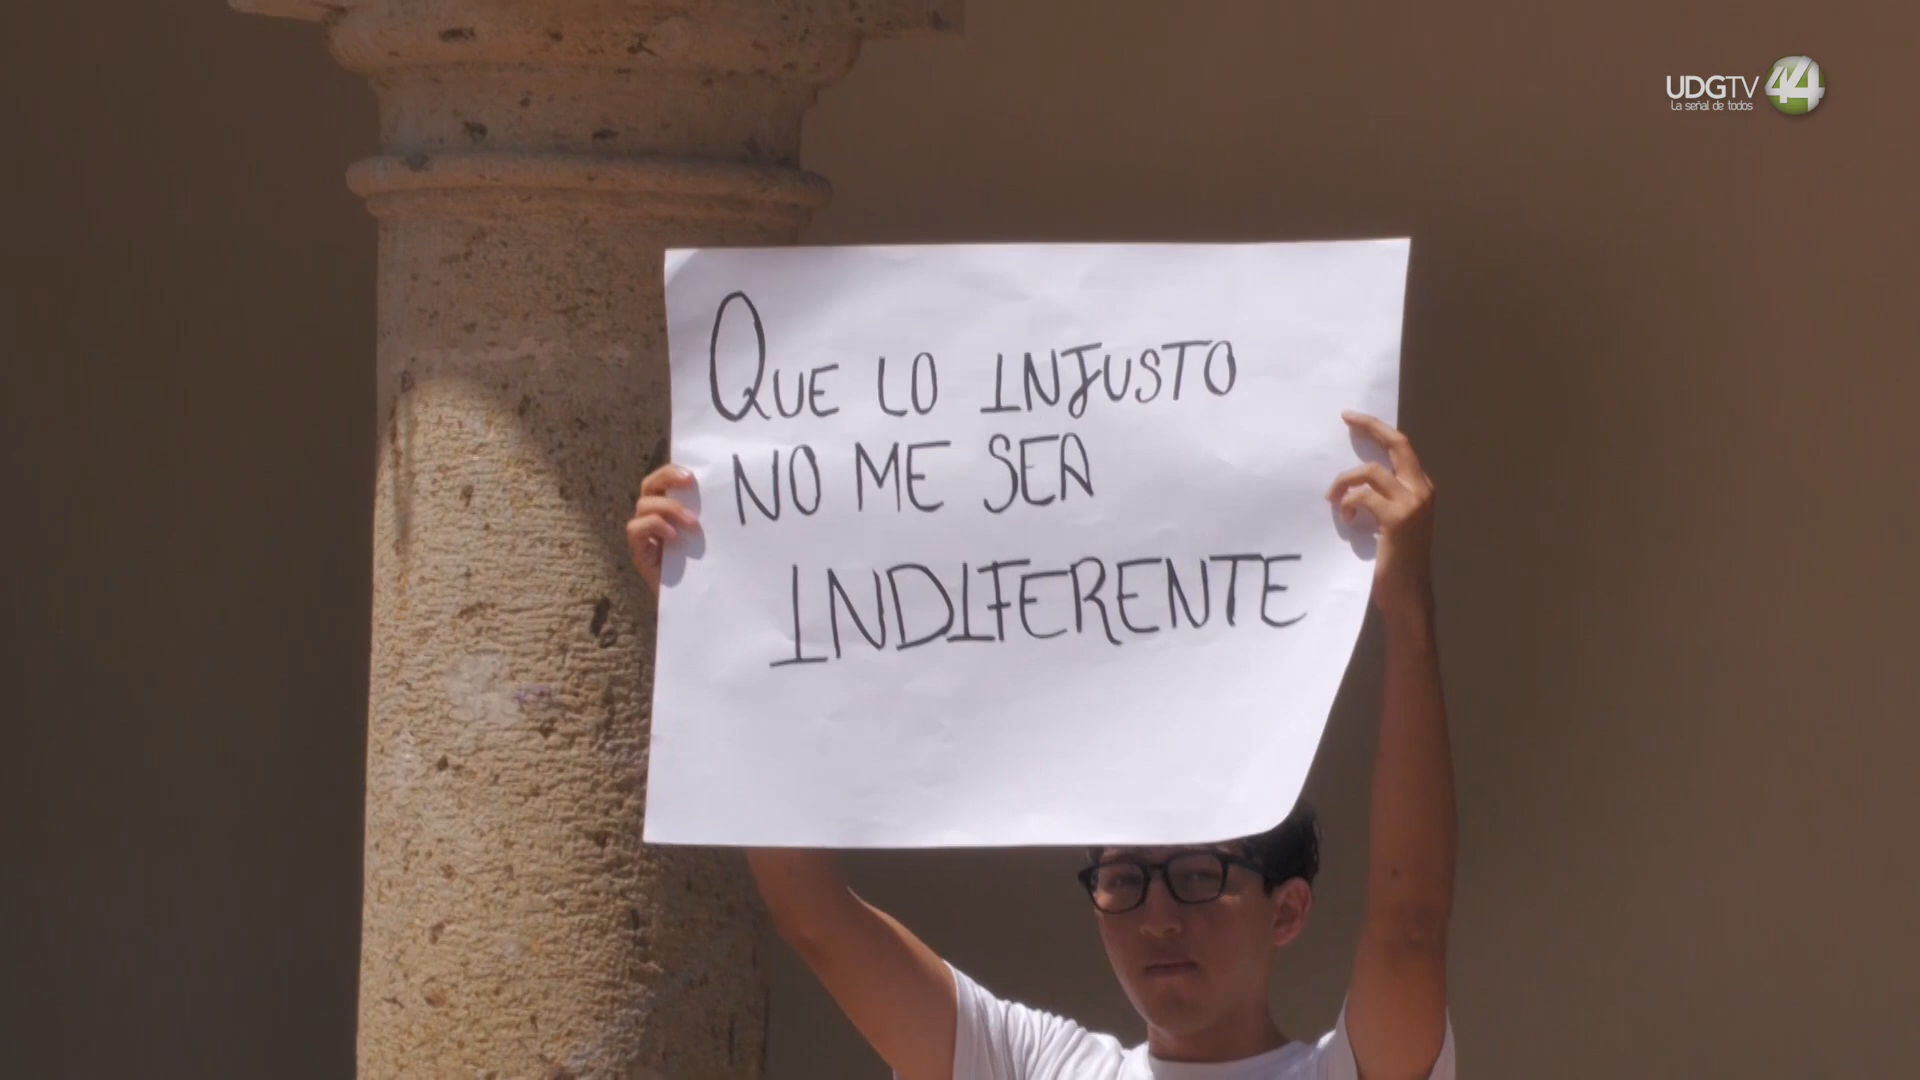 UDGTV 44
La señal de todos
QUE LO INJUSTO
NO ME SEA
INDIFERENTE